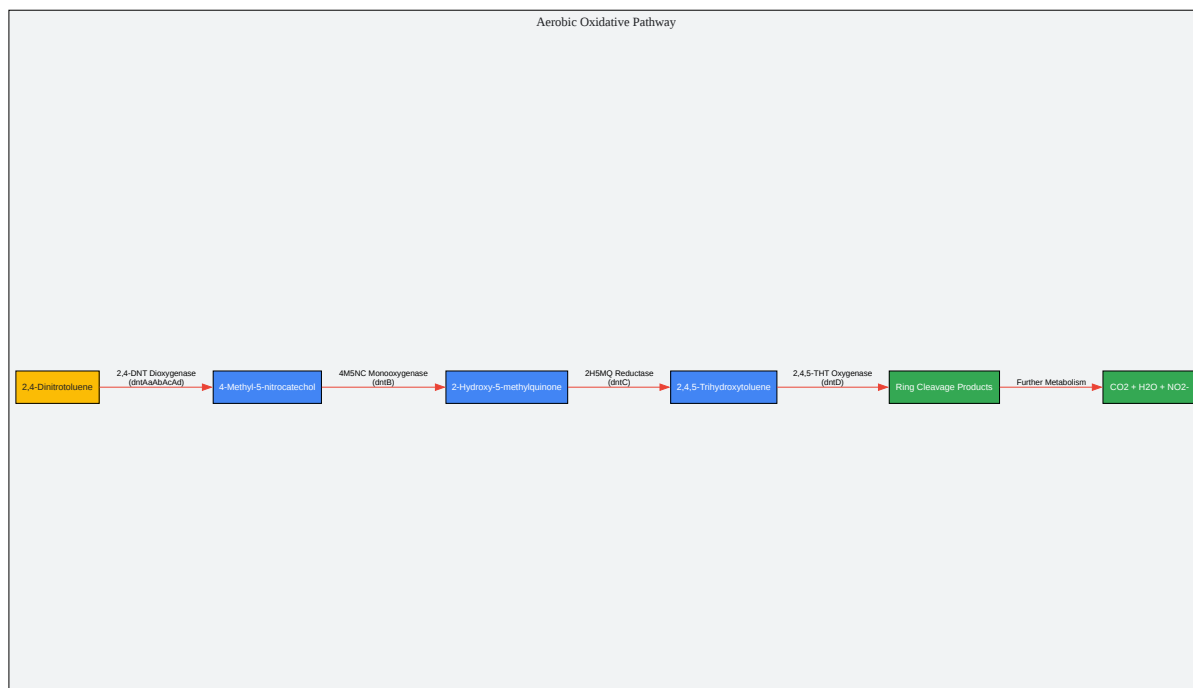 Aerobic Oxidative Pathway
2,4-Dinitrotoluene
2,4-DNT Dioxygenase
(dntAaAbAcAd)
4-Methyl-5-nitrocatechol
4M5NC Monooxygenase
(dntB)
2-Hydroxy-5-methylquinone
2H5MQ Reductase
(dntC)
2,4,5-Trihydroxytoluene
2,4,5-THT Oxygenase
(dntD)
Ring Cleavage Products
Further Metabolism
CO2 + H2O + NO2-